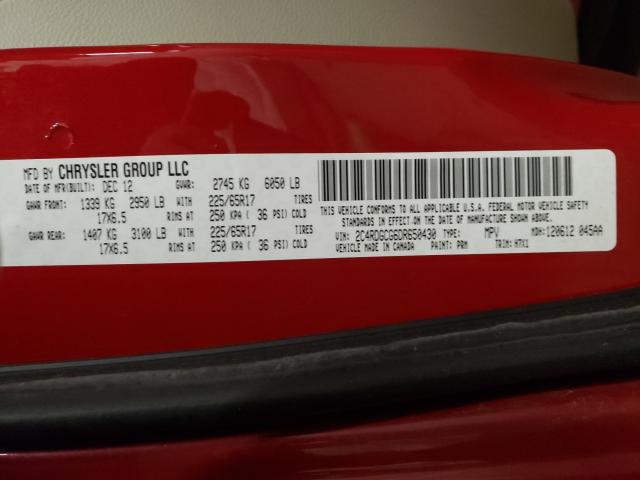 MFD BY CHRYSLER GROUP LLC
DATE OF MFR(BUILT): DEC 12 GVWR: 2745 KG 6050 LB
GAWR FRONT: 1339 KG 2950 LB 225/65R17 TIRES
17X6.5 RIMS AT 250 KPA ( 36 PSI) COLD
GAWR REAR: 1407 KG 3100 LB 225/65R17 TIRES
17X6.5 RIMS AT 250 KPA ( 36 PSI) COLD
THIS VEHICLE CONFORMS TO ALL APPLICABLE U.S.A. FEDERAL MOTOR VEHICLE SAFETY
STANDARDS IN EFFECT ON THE DATE OF MANUFACTURE SHOWN ABOVE.
VIN: 2C4RDGCG6DR650430 TYPE: MPV MDH: 120612 045AA
VEHICLE MADE IN CANADA PAINT: PRM TRIM: H7X1